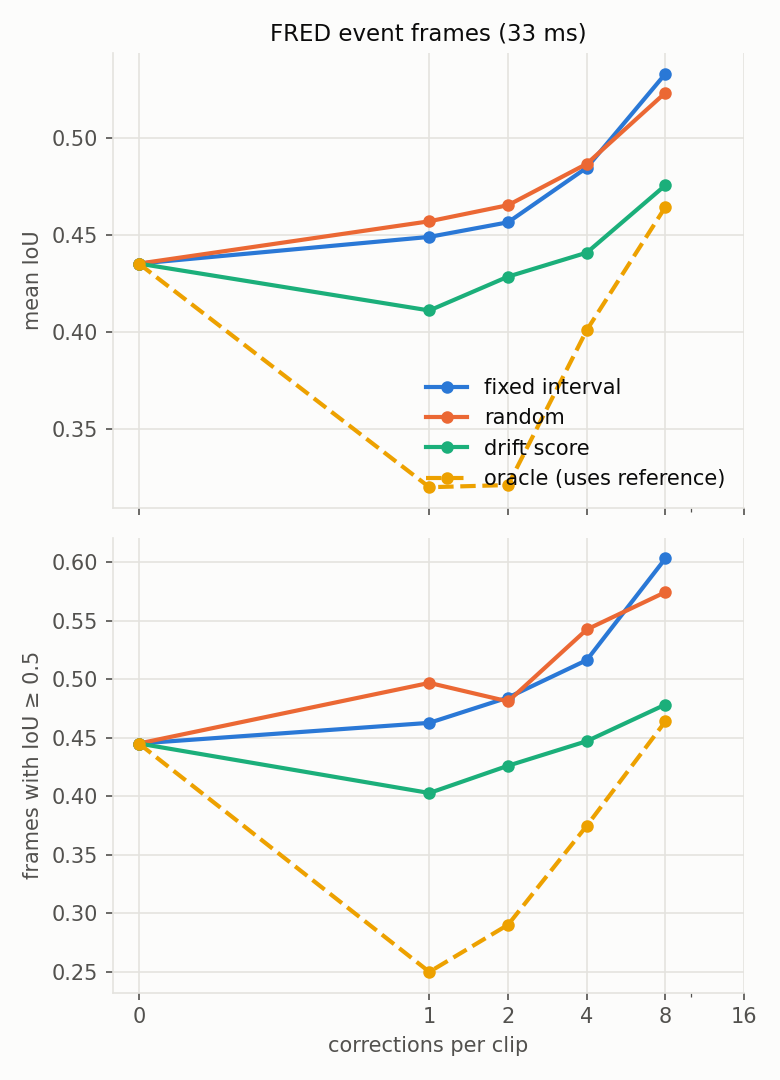 FRED event frames (33 ms)
0.50
0.45
0.40
0.35
mean IoU
fixed interval
random
drift score
oracle (uses reference)
0.60
0.55
0.50
0.45
0.40
0.35
0.30
0.25
frames with IoU ≥ 0.5
0 1 2 4 8 16
corrections per clip